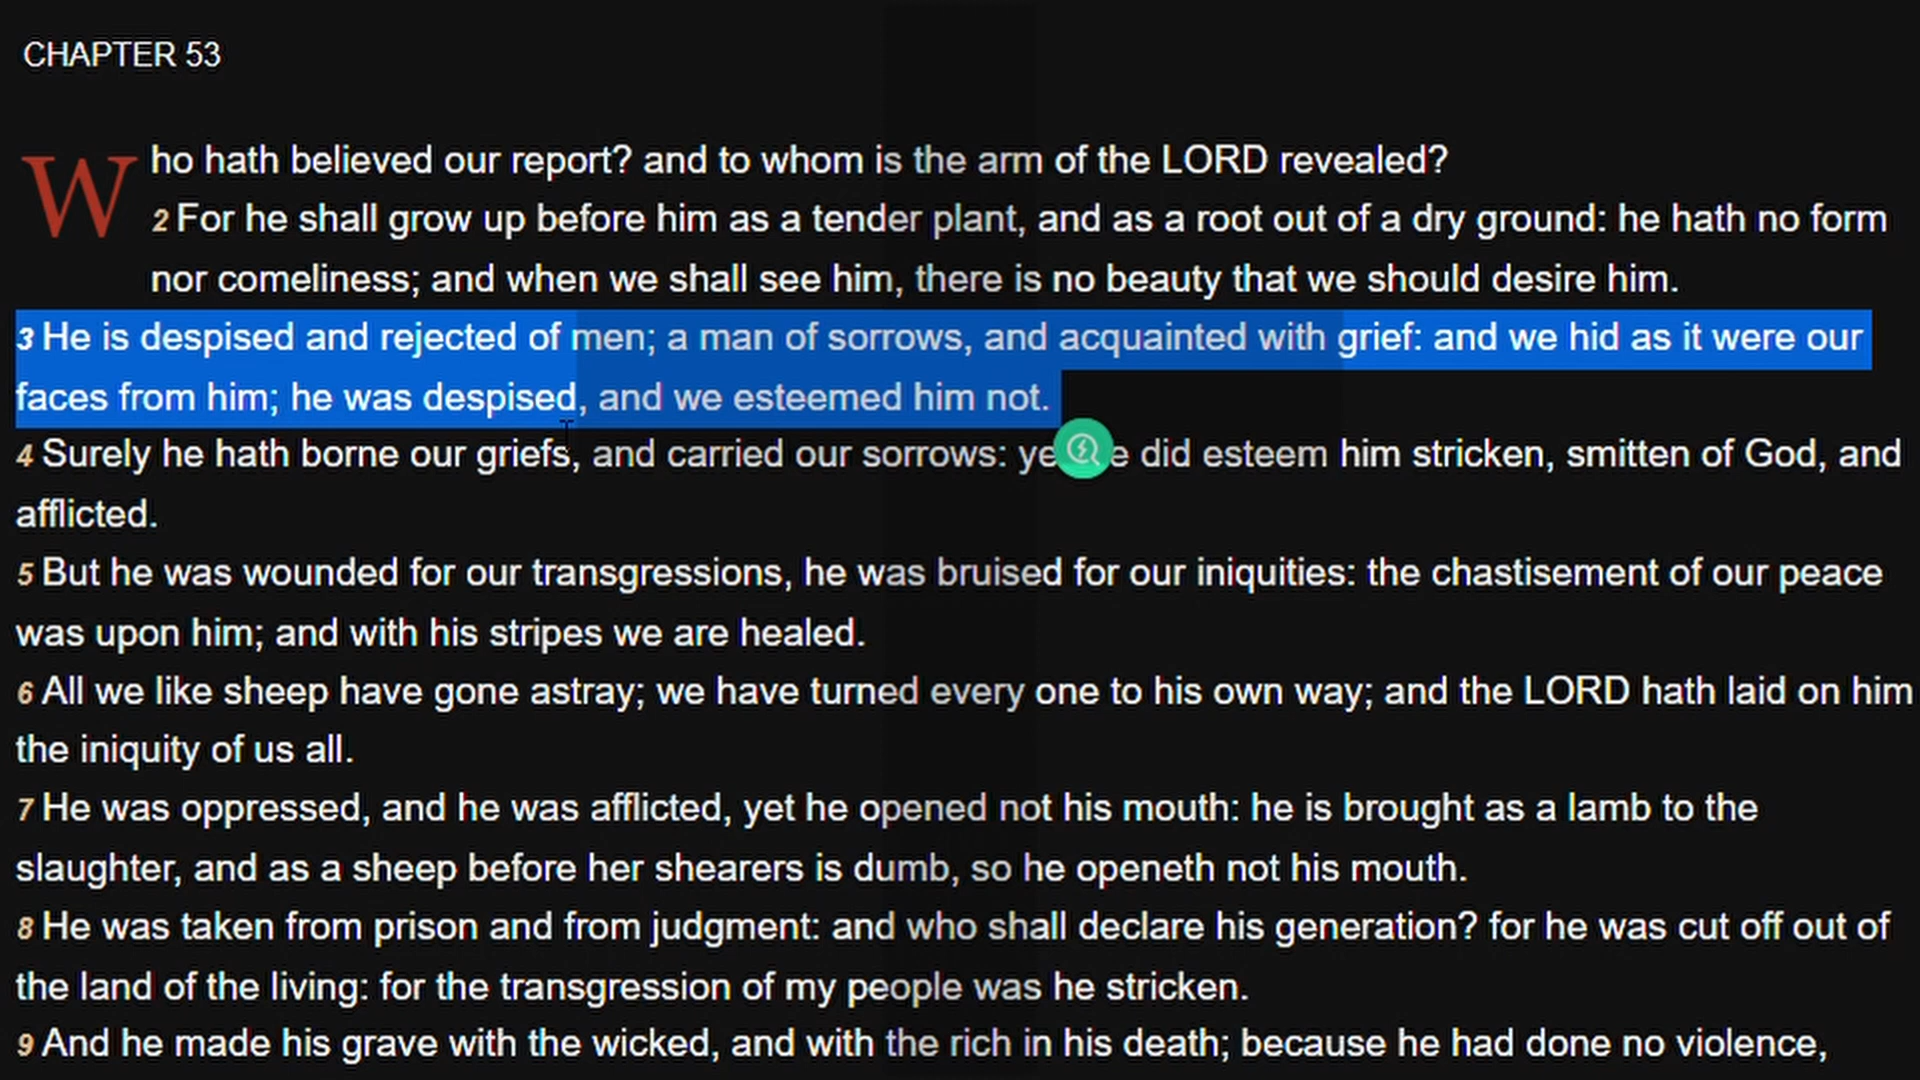 CHAPTER 53
Who hath believed our report? and to whom is the arm of the LORD revealed?
2 For he shall grow up before him as a tender plant, and as a root out of a dry ground: he hath no form
nor comeliness; and when we shall see him, there is no beauty that we should desire him.
3 He is despised and rejected of men; a man of sorrows, and acquainted with grief: and we hid as it were our
faces from him; he was despised, and we esteemed him not.
4 Surely he hath borne our griefs, and carried our sorrows: did esteem him stricken, smitten of God, and
afflicted.
5 But he was wounded for our transgressions, he was bruised for our iniquities: the chastisement of our peace
was upon him; and with his stripes we are healed.
6 All we like sheep have gone astray; we have turned every one to his own way; and the LORD hath laid on him
the iniquity of us all.
7 He was oppressed, and he was afflicted, yet he opened not his mouth: he is brought as a lamb to the
slaughter, and as a sheep before her shearers is dumb, so he openeth not his mouth.
8 He was taken from prison and from judgment: and who shall declare his generation? for he was cut off out of
the land of the living: for the transgression of my people was he stricken.
9 And he made his grave with the wicked, and with the rich in his death; because he had done no violence,